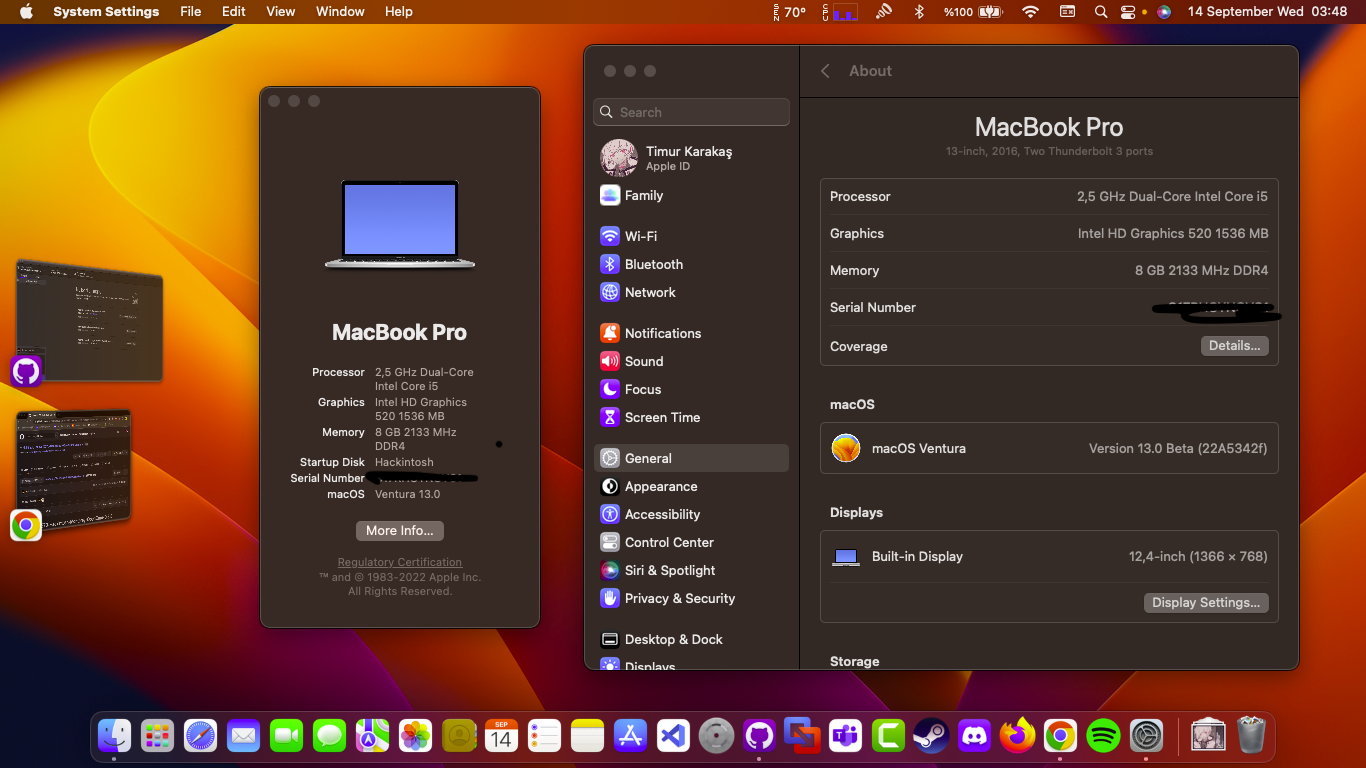 System Settings File Edit View Window Help
SEN 70° CPU %100 14 September Wed 03:48
MacBook Pro
Processor 2,5 GHz Dual-Core
Intel Core i5
Graphics Intel HD Graphics
520 1536 MB
Memory 8 GB 2133 MHz
DDR4
Startup Disk Hackintosh
Serial Number
macOS Ventura 13.0
More Info...
Regulatory Certification
™ and © 1983-2022 Apple Inc.
All Rights Reserved.
Search
Timur Karakaş
Apple ID
Family
Wi-Fi
Bluetooth
Network
Notifications
Sound
Focus
Screen Time
General
Appearance
Accessibility
Control Center
Siri & Spotlight
Privacy & Security
Desktop & Dock
Displays
About
MacBook Pro
13-inch, 2016, Two Thunderbolt 3 ports
Processor 2,5 GHz Dual-Core Intel Core i5
Graphics Intel HD Graphics 520 1536 MB
Memory 8 GB 2133 MHz DDR4
Serial Number
Coverage Details...
macOS
macOS Ventura Version 13.0 Beta (22A5342f)
Displays
Built-in Display 12,4-inch (1366 × 768)
Display Settings...
Storage
SEP
14